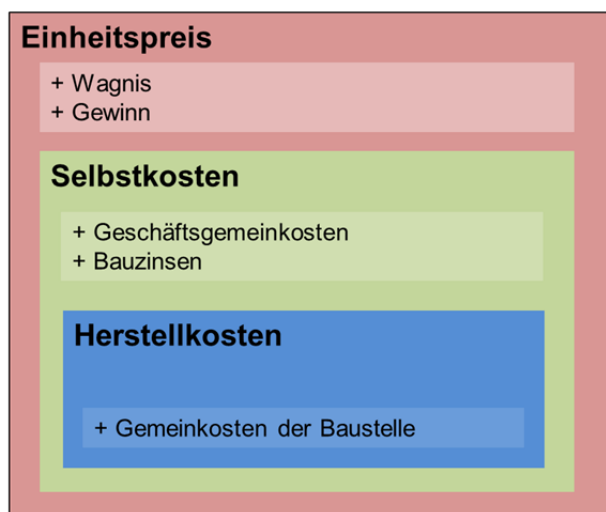 Einheitspreis
+ Wagnis
+ Gewinn
Selbstkosten
+ Geschäftsgemeinkosten
+ Bauzinsen
Herstellkosten
+ Gemeinkosten der Baustelle